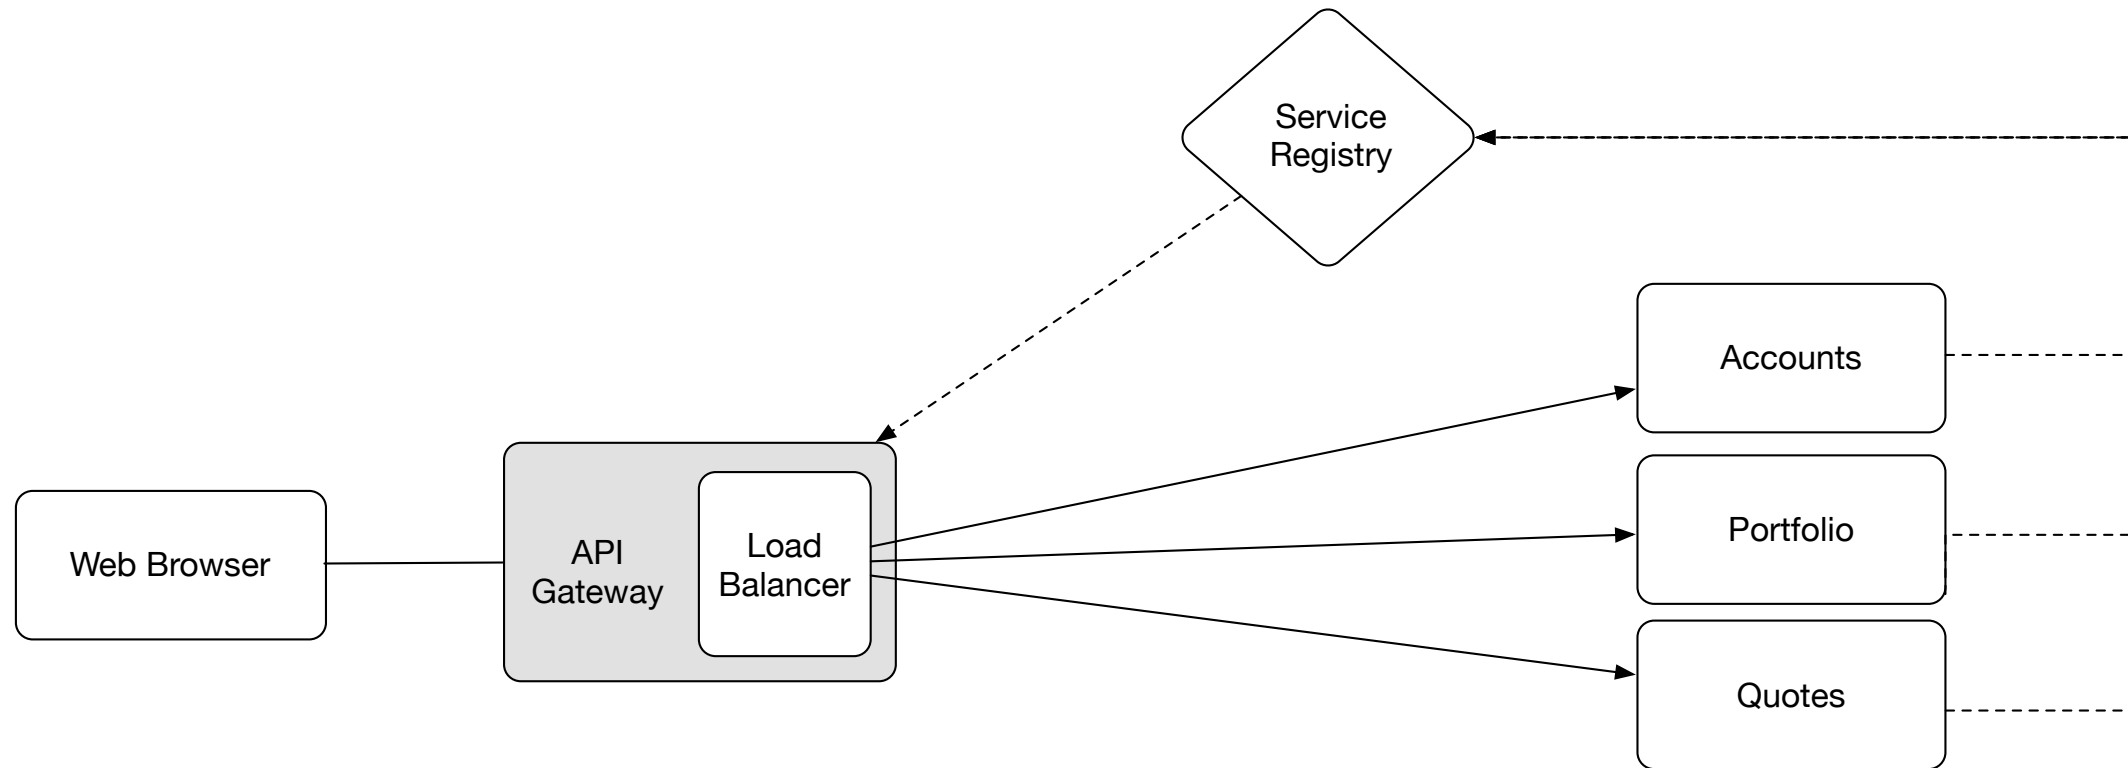 Service
Registry
Accounts
Web Browser
API
Gateway
Load
Balancer
Portfolio
Quotes